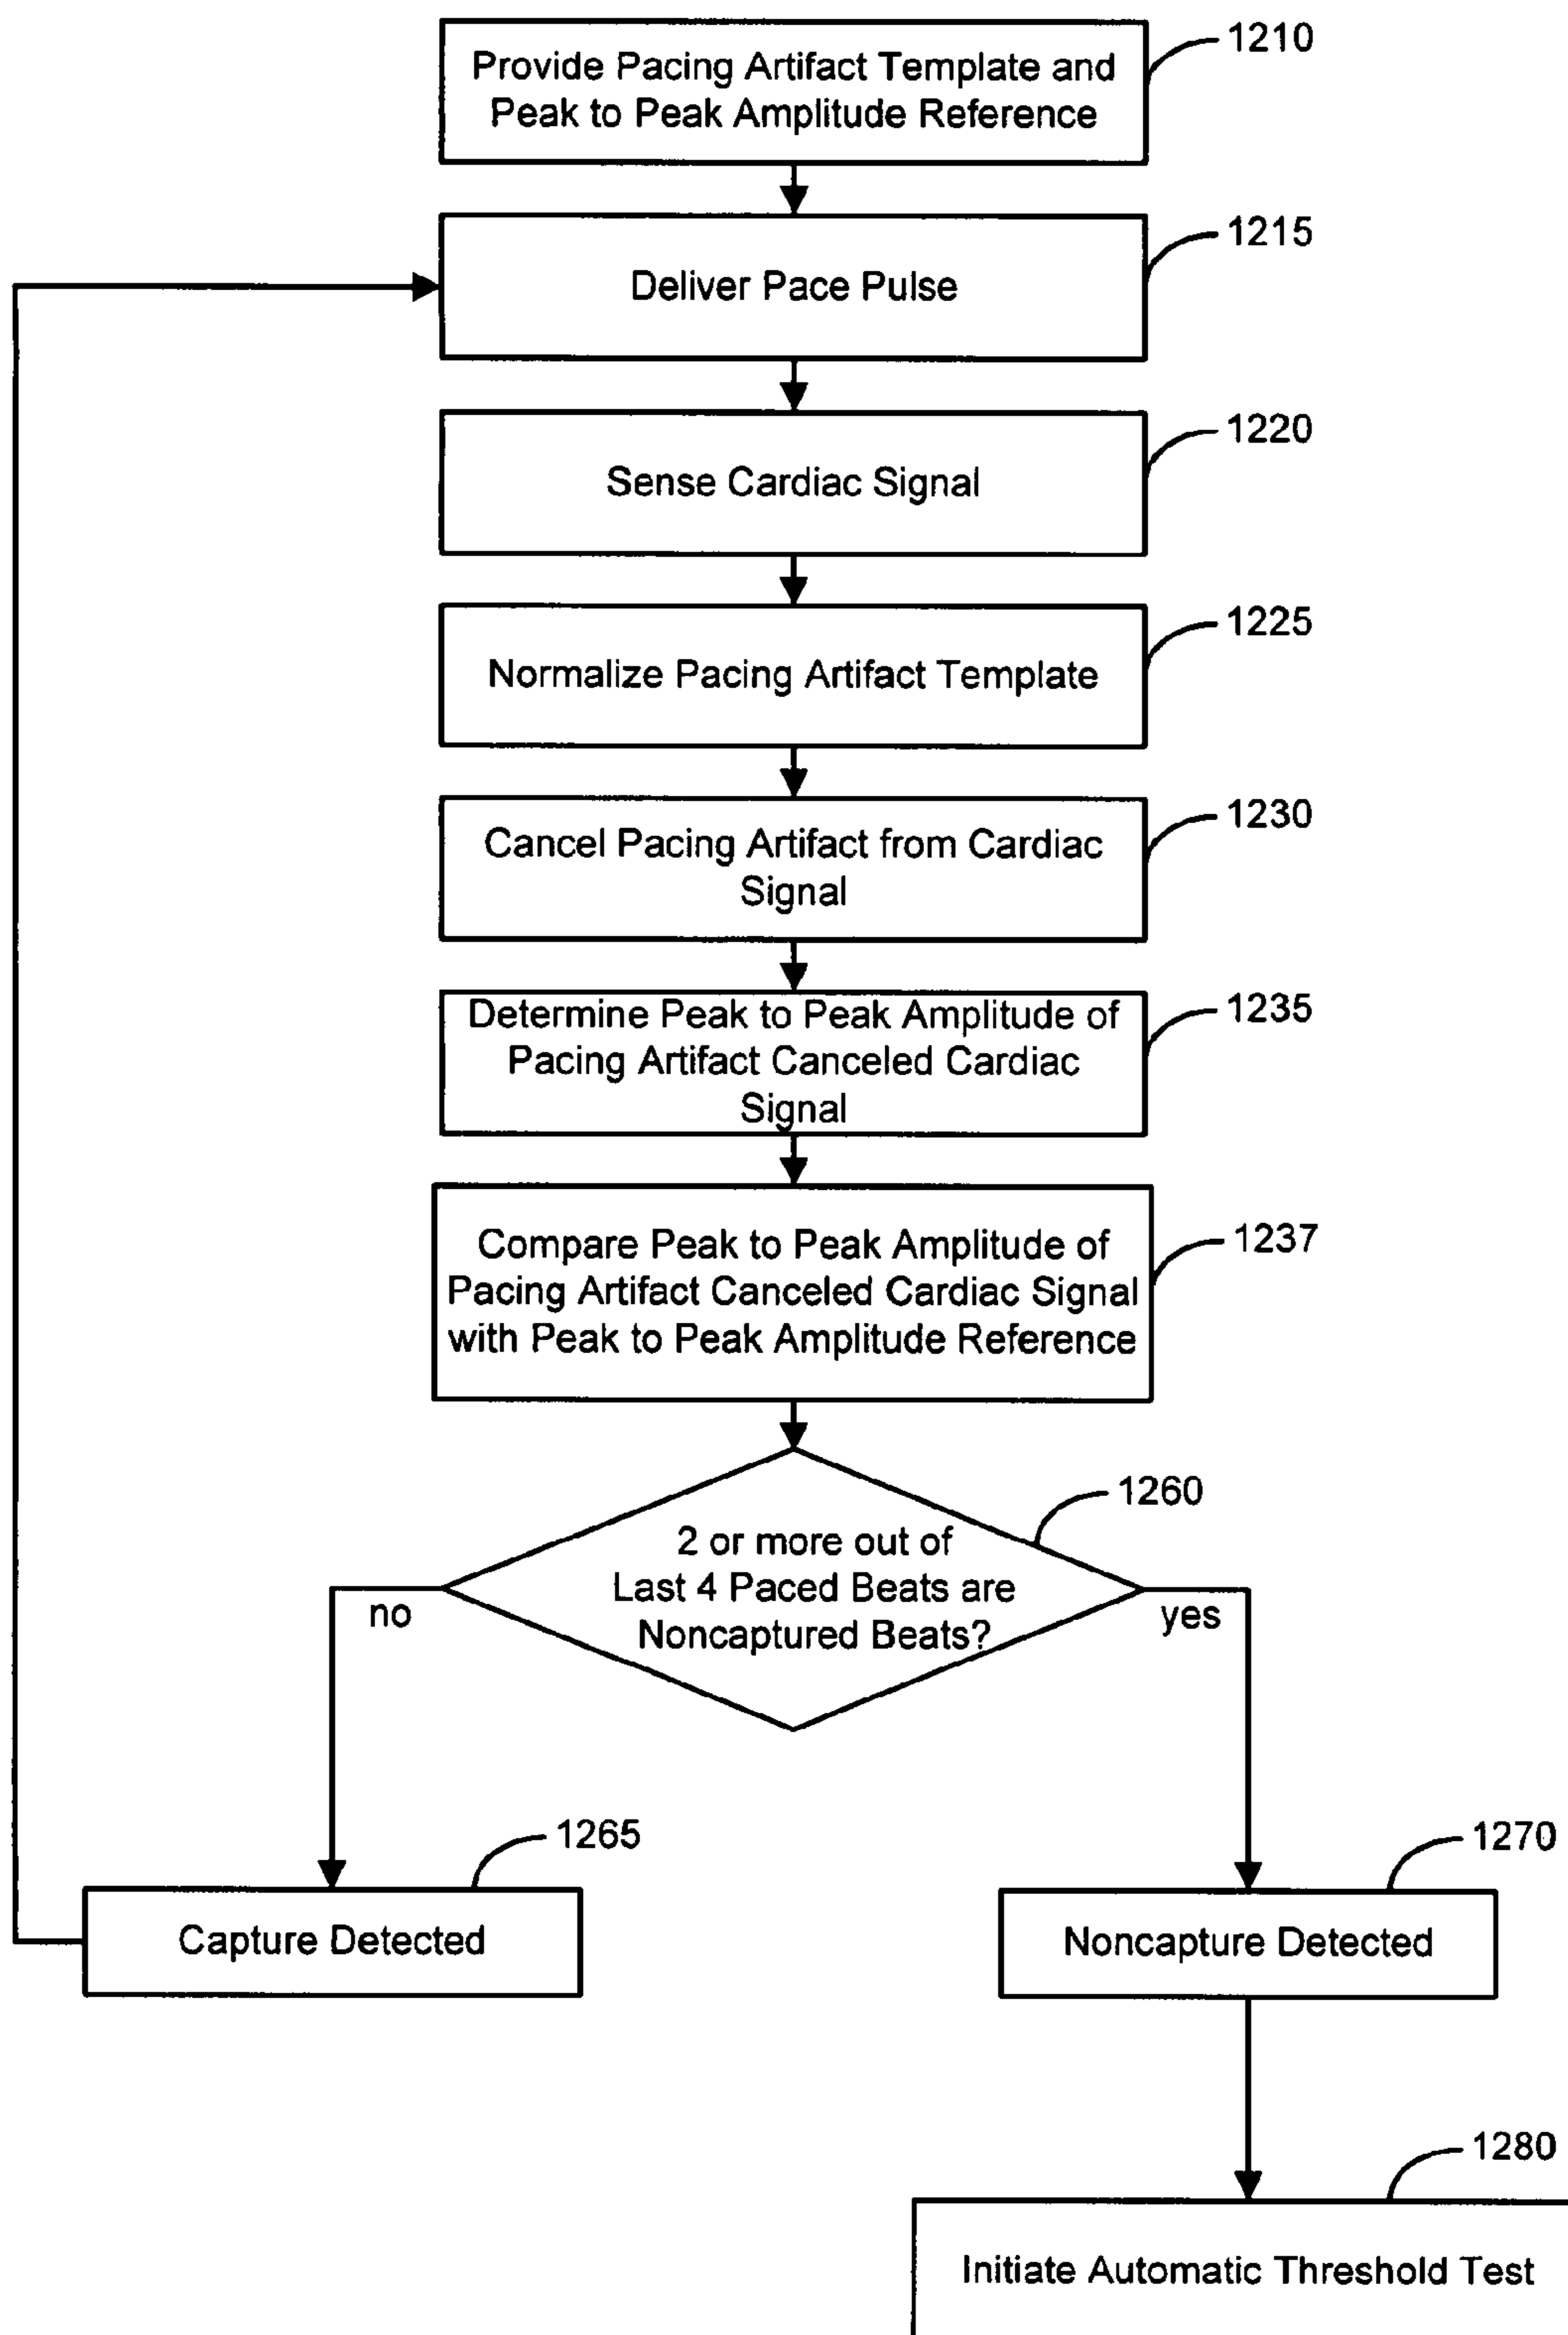 1210
Provide Pacing Artifact Template and
Peak to Peak Amplitude Reference
1215
Deliver Pace Pulse
1220
Sense Cardiac Signal
1225
Normalize Pacing Artifact Template
1230
Cancel Pacing Artifact from Cardiac
Signal
1235
Determine Peak to Peak Amplitude of
Pacing Artifact Canceled Cardiac
Signal
1237
Compare Peak to Peak Amplitude of
Pacing Artifact Canceled Cardiac Signal
with Peak to Peak Amplitude Reference
1260
2 or more out of
Last 4 Paced Beats are
Noncaptured Beats?
no
yes
1265
Capture Detected
1270
Noncapture Detected
1280
Initiate Automatic Threshold Test